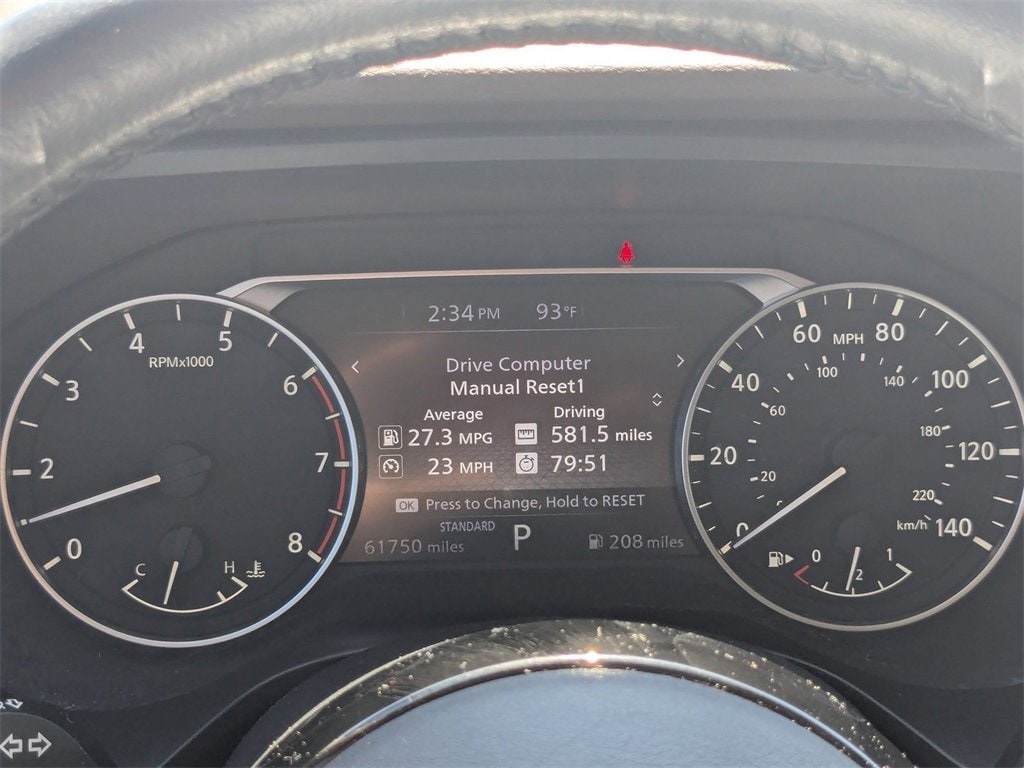 2:34 PM 93°F
< Drive Computer >
Manual Reset1
Average Driving
27.3 MPG 581.5 miles
23 MPH 79:51
OK Press to Change, Hold to RESET
STANDARD
61750 miles P 208 miles
0 2 3 4 5 6 7 8
RPMx1000
C H
0 20 40 60 80 100 120 140
MPH
0 20 60 100 140 180 220
km/h
0 1/2 1